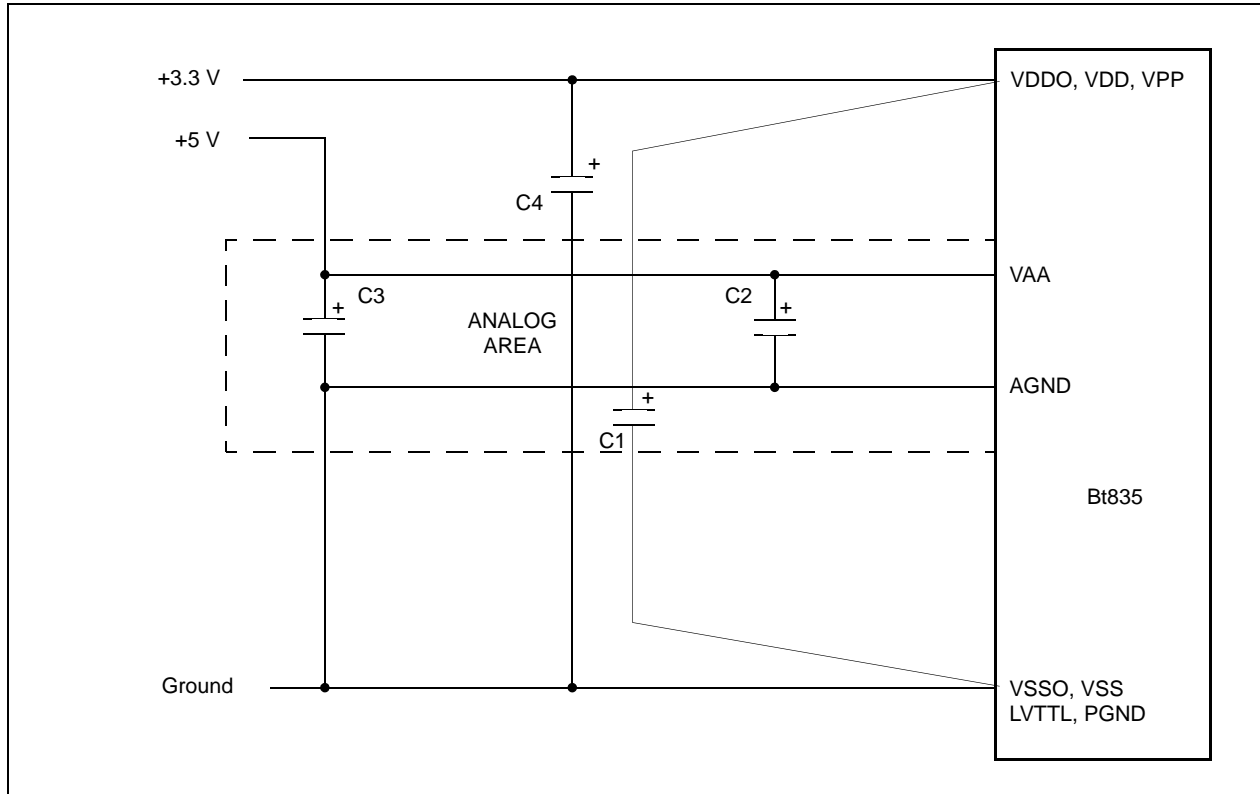 +3.3 V
VDDO, VDD, VPP
+5 V
+
C4
VAA
C3
C2
+
+
ANALOG
AREA
AGND
+
C1
Bt835
Ground
VSSO, VSS
LVTTL, PGND